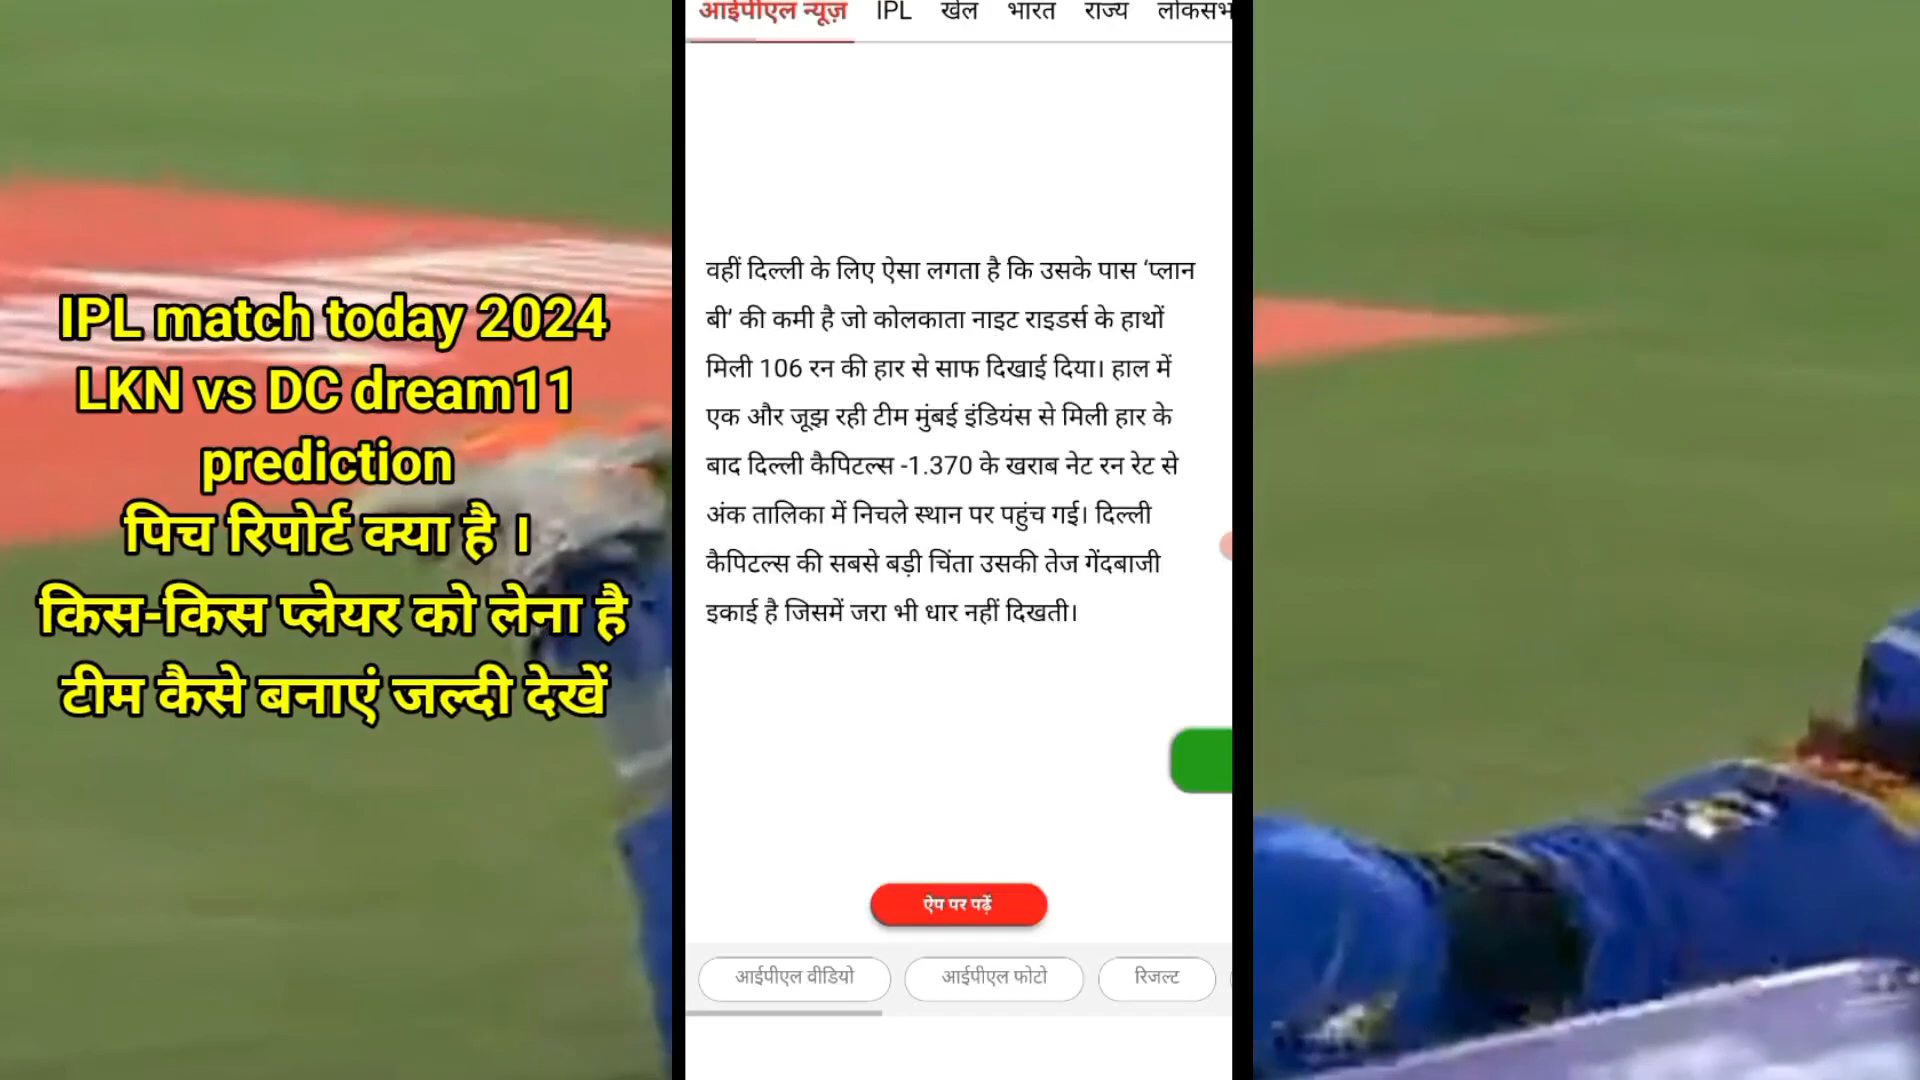 IPL match today 2024
LKN vs DC dream11
prediction
पिच रिपोर्ट क्या है ।
किस-किस प्लेयर को लेना है
टीम कैसे बनाएं जल्दी देखें
आईपीएल न्यूज़ IPL खेल भारत राज्य लोकसभ
वहीं दिल्ली के लिए ऐसा लगता है कि उसके पास ‘प्लान
बी’ की कमी है जो कोलकाता नाइट राइडर्स के हाथों
मिली 106 रन की हार से साफ दिखाई दिया। हाल में
एक और जूझ रही टीम मुंबई इंडियंस से मिली हार के
बाद दिल्ली कैपिटल्स -1.370 के खराब नेट रन रेट से
अंक तालिका में निचले स्थान पर पहुंच गई। दिल्ली
कैपिटल्स की सबसे बड़ी चिंता उसकी तेज गेंदबाजी
इकाई है जिसमें जरा भी धार नहीं दिखती।
ऐप पर पढ़ें
आईपीएल वीडियो आईपीएल फोटो रिजल्ट